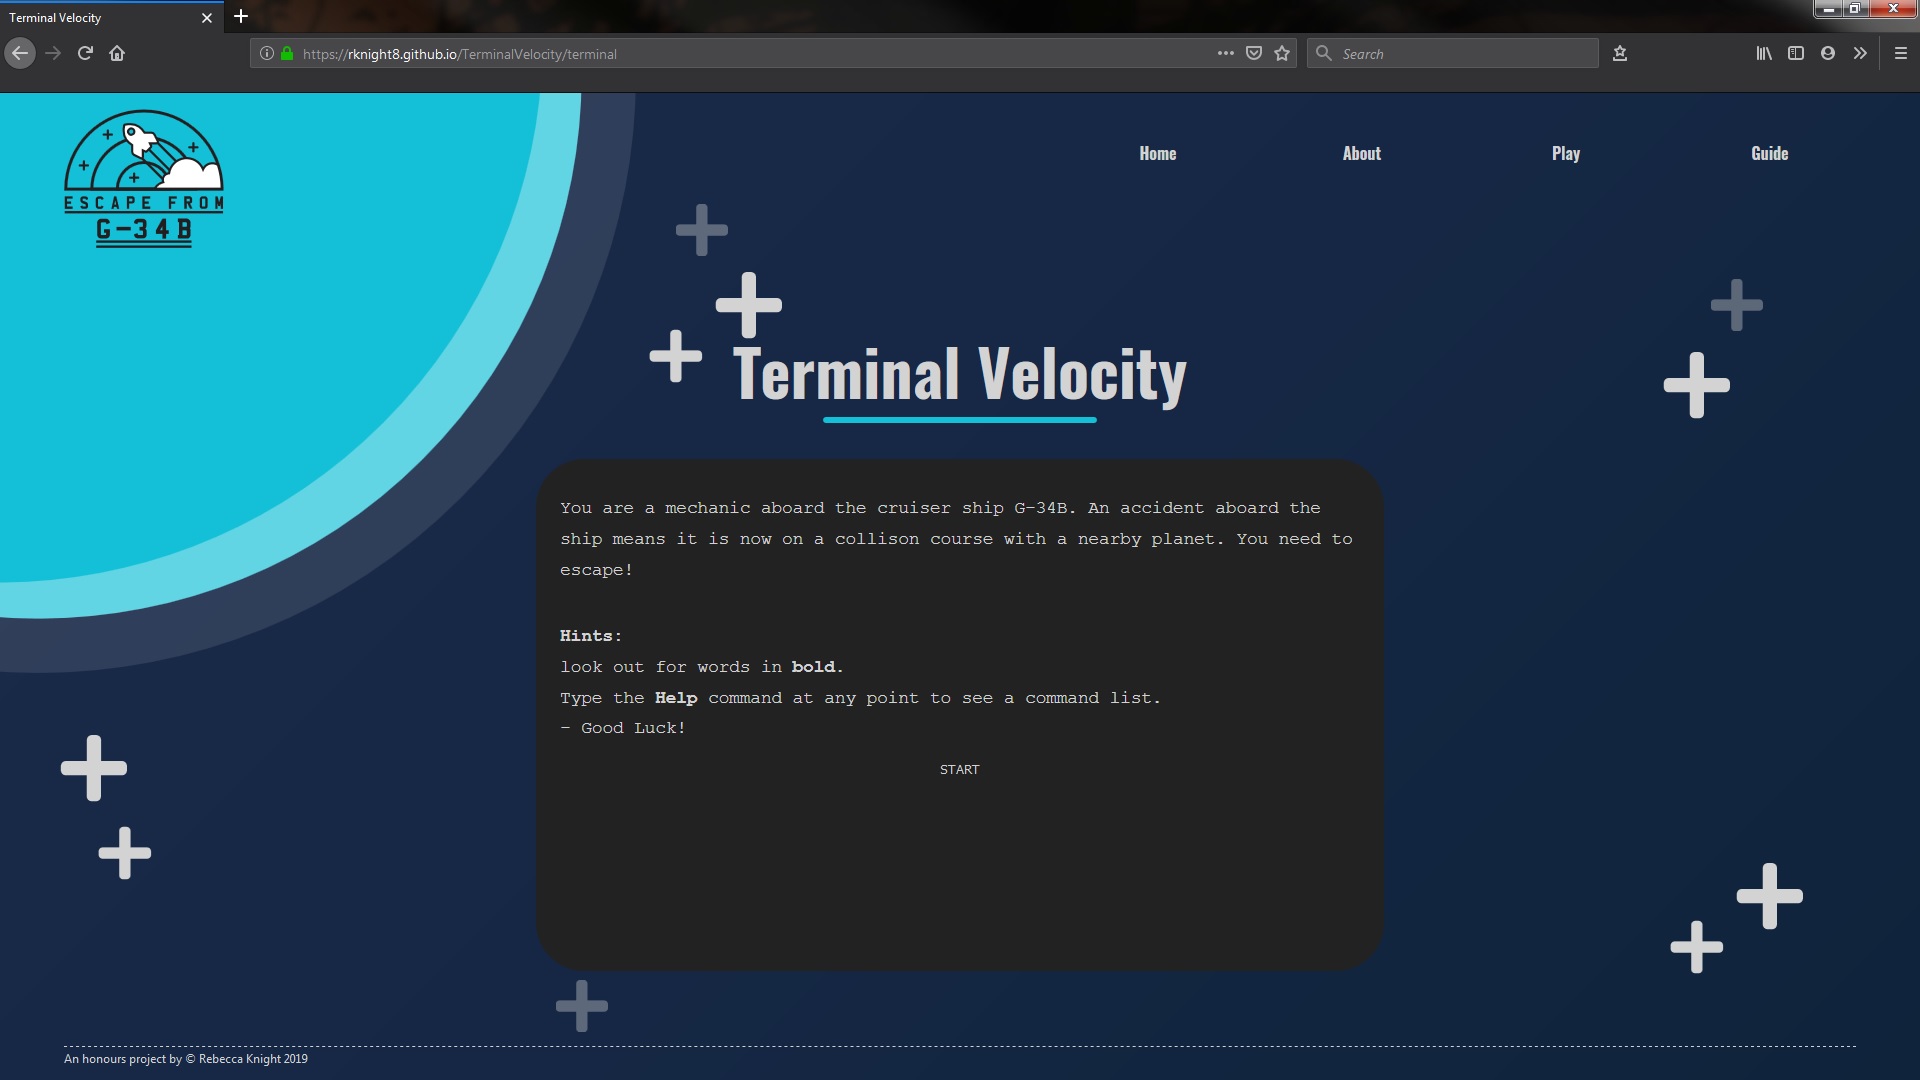 Terminal Velocity
https://rknight8.github.io/TerminalVelocity/terminal
Search
ESCAPE FROM
G-34B
Home
About
Play
Guide
Terminal Velocity
You are a mechanic aboard the cruiser ship G-34B. An accident aboard the
ship means it is now on a collison course with a nearby planet. You need to
escape!
Hints:
look out for words in bold.
Type the Help command at any point to see a command list.
- Good Luck!
START
An honours project by © Rebecca Knight 2019